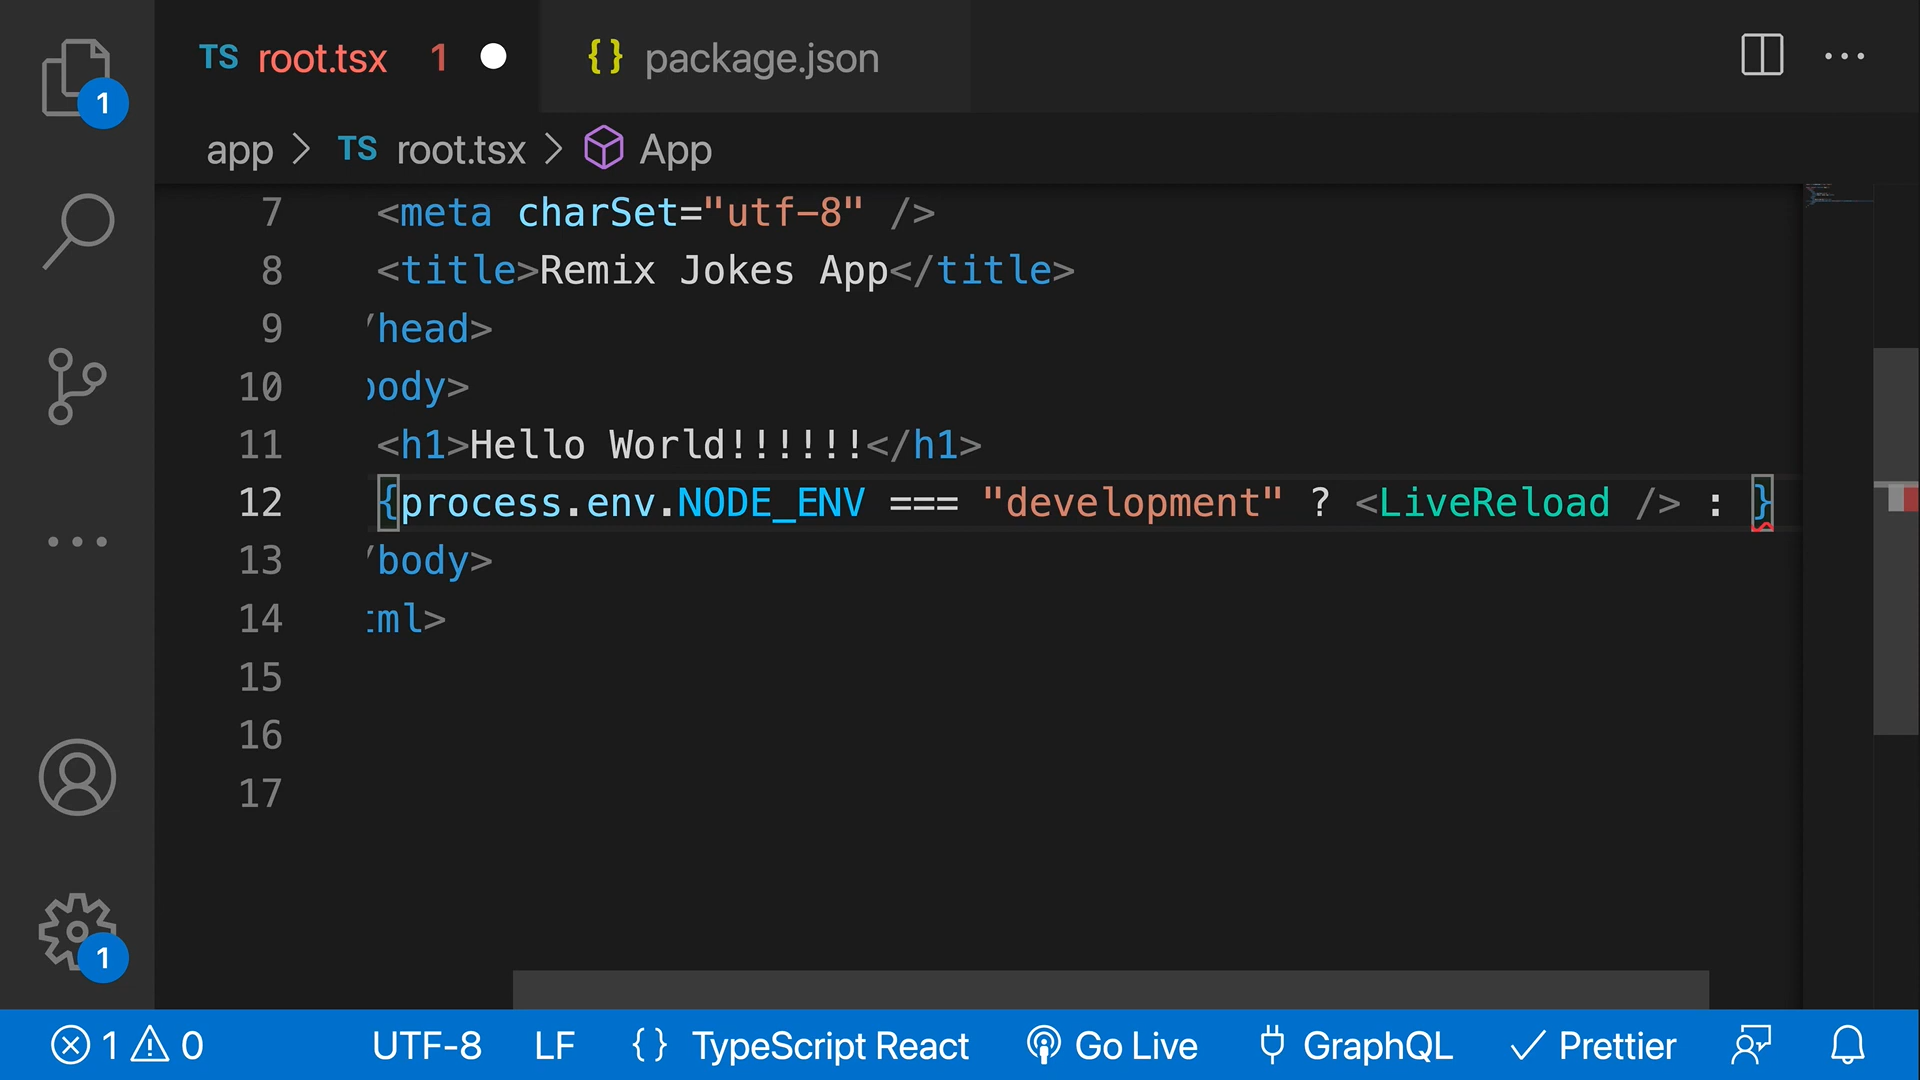 TS root.tsx 1
{} package.json
app > TS root.tsx > App
7 <meta charSet="utf-8" />
8 <title>Remix Jokes App</title>
9 /head>
10 body>
11 <h1>Hello World!!!!!!</h1>
12 {process.env.NODE_ENV === "development" ? <LiveReload /> : }
13 /body>
14 tml>
15
16
17
1
1
1 0 UTF-8 LF {} TypeScript React Go Live GraphQL Prettier